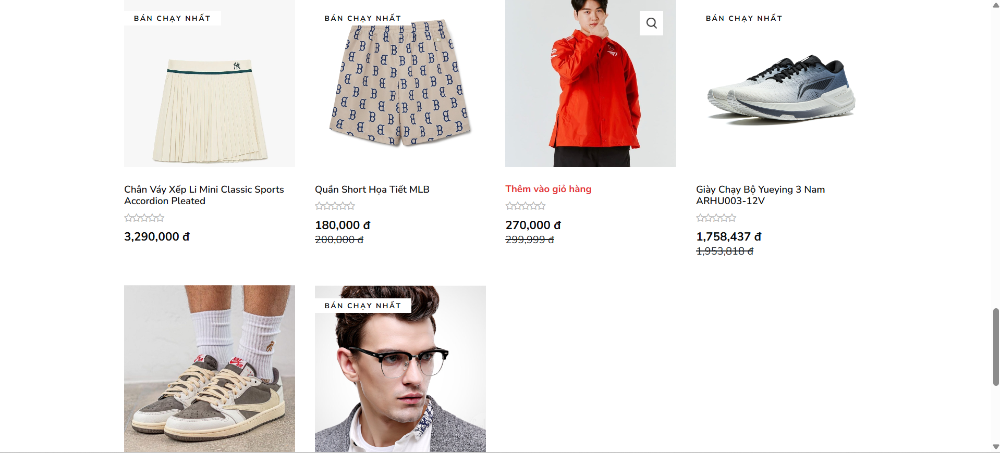 BÁN CHẠY NHẤT
BÁN CHẠY NHẤT
BÁN CHẠY NHẤT
Chân Váy Xếp Li Mini Classic Sports
Accordion Pleated
3,290,000 đ
Quần Short Họa Tiết MLB
180,000 đ
200,000 đ
Thêm vào giỏ hàng
270,000 đ
299,999 đ
Giày Chạy Bộ Yueying 3 Nam
ARHU003-12V
1,758,437 đ
1,953,818 đ
BÁN CHẠY NHẤT